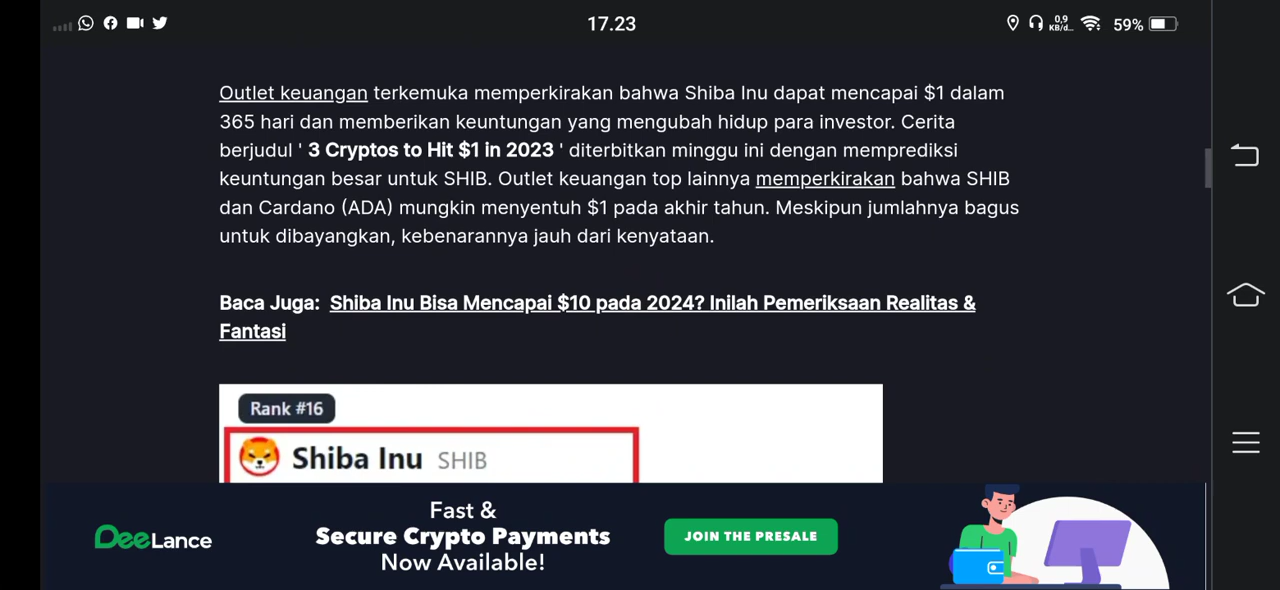 17.23
0,9
KB/d...
59%
Outlet keuangan terkemuka memperkirakan bahwa Shiba Inu dapat mencapai $1 dalam
365 hari dan memberikan keuntungan yang mengubah hidup para investor. Cerita
berjudul ' 3 Cryptos to Hit $1 in 2023 ' diterbitkan minggu ini dengan memprediksi
keuntungan besar untuk SHIB. Outlet keuangan top lainnya memperkirakan bahwa SHIB
dan Cardano (ADA) mungkin menyentuh $1 pada akhir tahun. Meskipun jumlahnya bagus
untuk dibayangkan, kebenarannya jauh dari kenyataan.
Baca Juga: Shiba Inu Bisa Mencapai $10 pada 2024? Inilah Pemeriksaan Realitas &
Fantasi
Rank #16
Shiba Inu SHIB
DeeLance
Fast &
Secure Crypto Payments
Now Available!
JOIN THE PRESALE